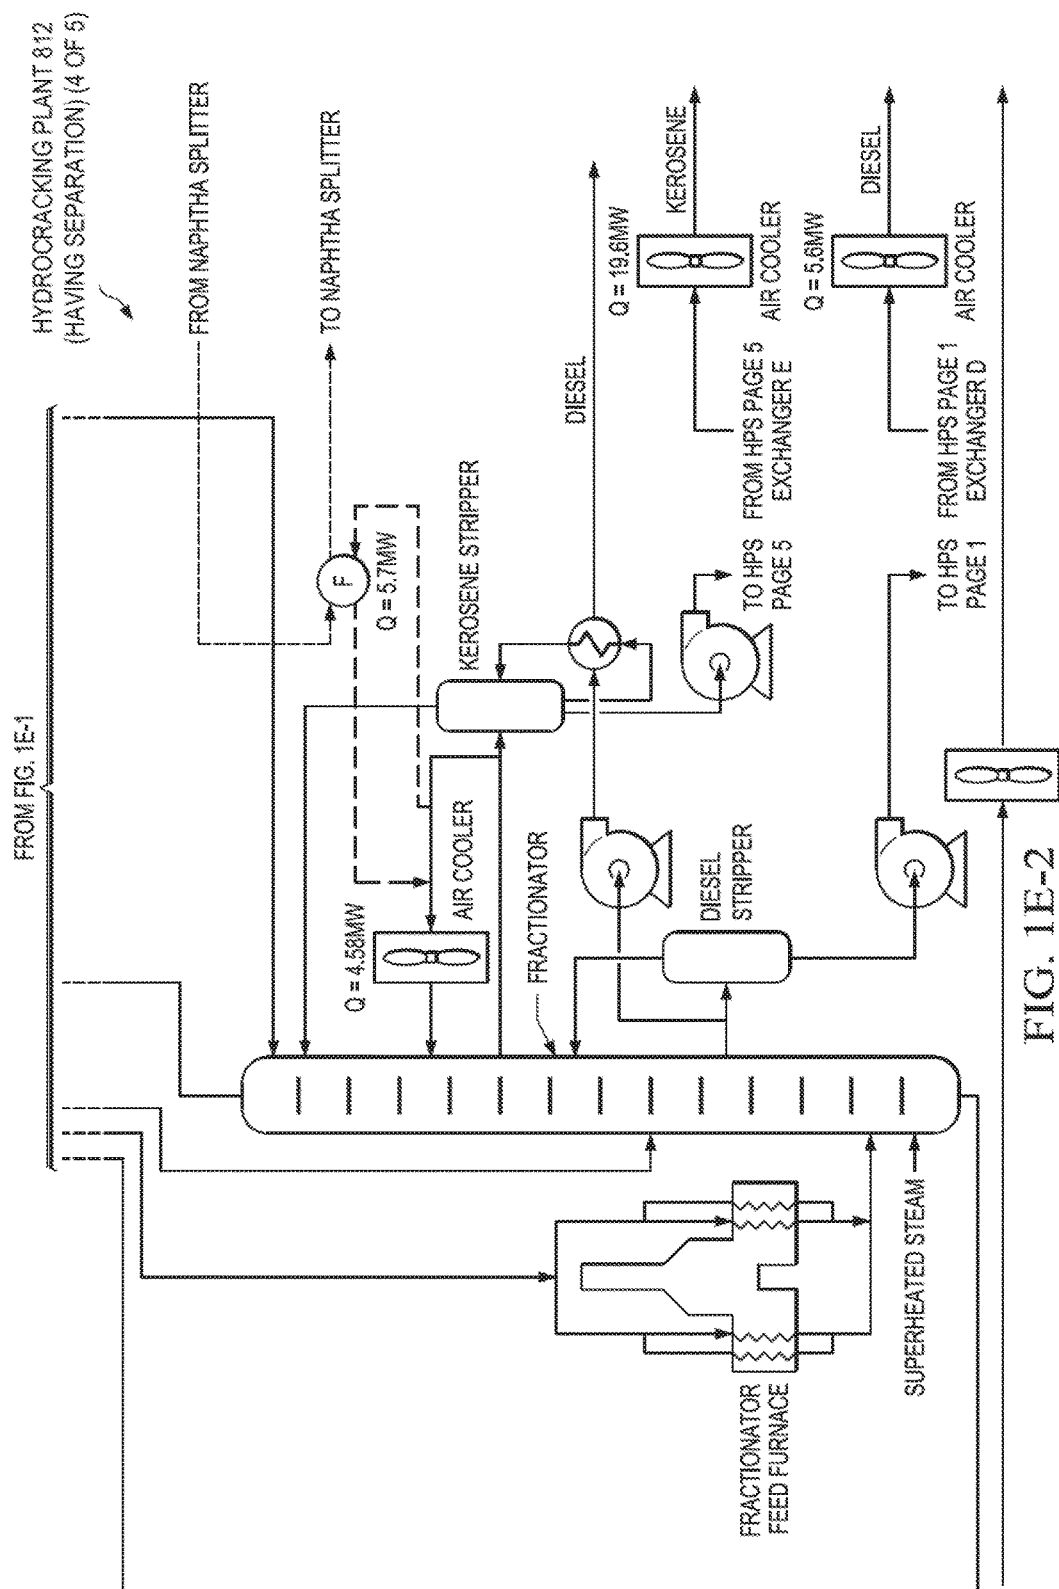 HYDROCRACKING PLANT 812
(HAVING SEPARATION) (4 OF 5)
FROM FIG. 1E-1
FROM NAPHTHA SPLITTER
TO NAPHTHA SPLITTER
F
Q = 5.7MW
KEROSENE STRIPPER
Q = 4.58MW
AIR COOLER
FRACTIONATOR
DIESEL
DIESEL
STRIPPER
Q = 19.6MW
KEROSENE
AIR COOLER
TO HPS
PAGE 5
FROM HPS PAGE 5
EXCHANGER E
Q = 5.6MW
DIESEL
AIR COOLER
TO HPS
PAGE 1
FROM HPS PAGE 1
EXCHANGER D
FRACTIONATOR
FEED FURNACE
SUPERHEATED STEAM
FIG. 1E-2